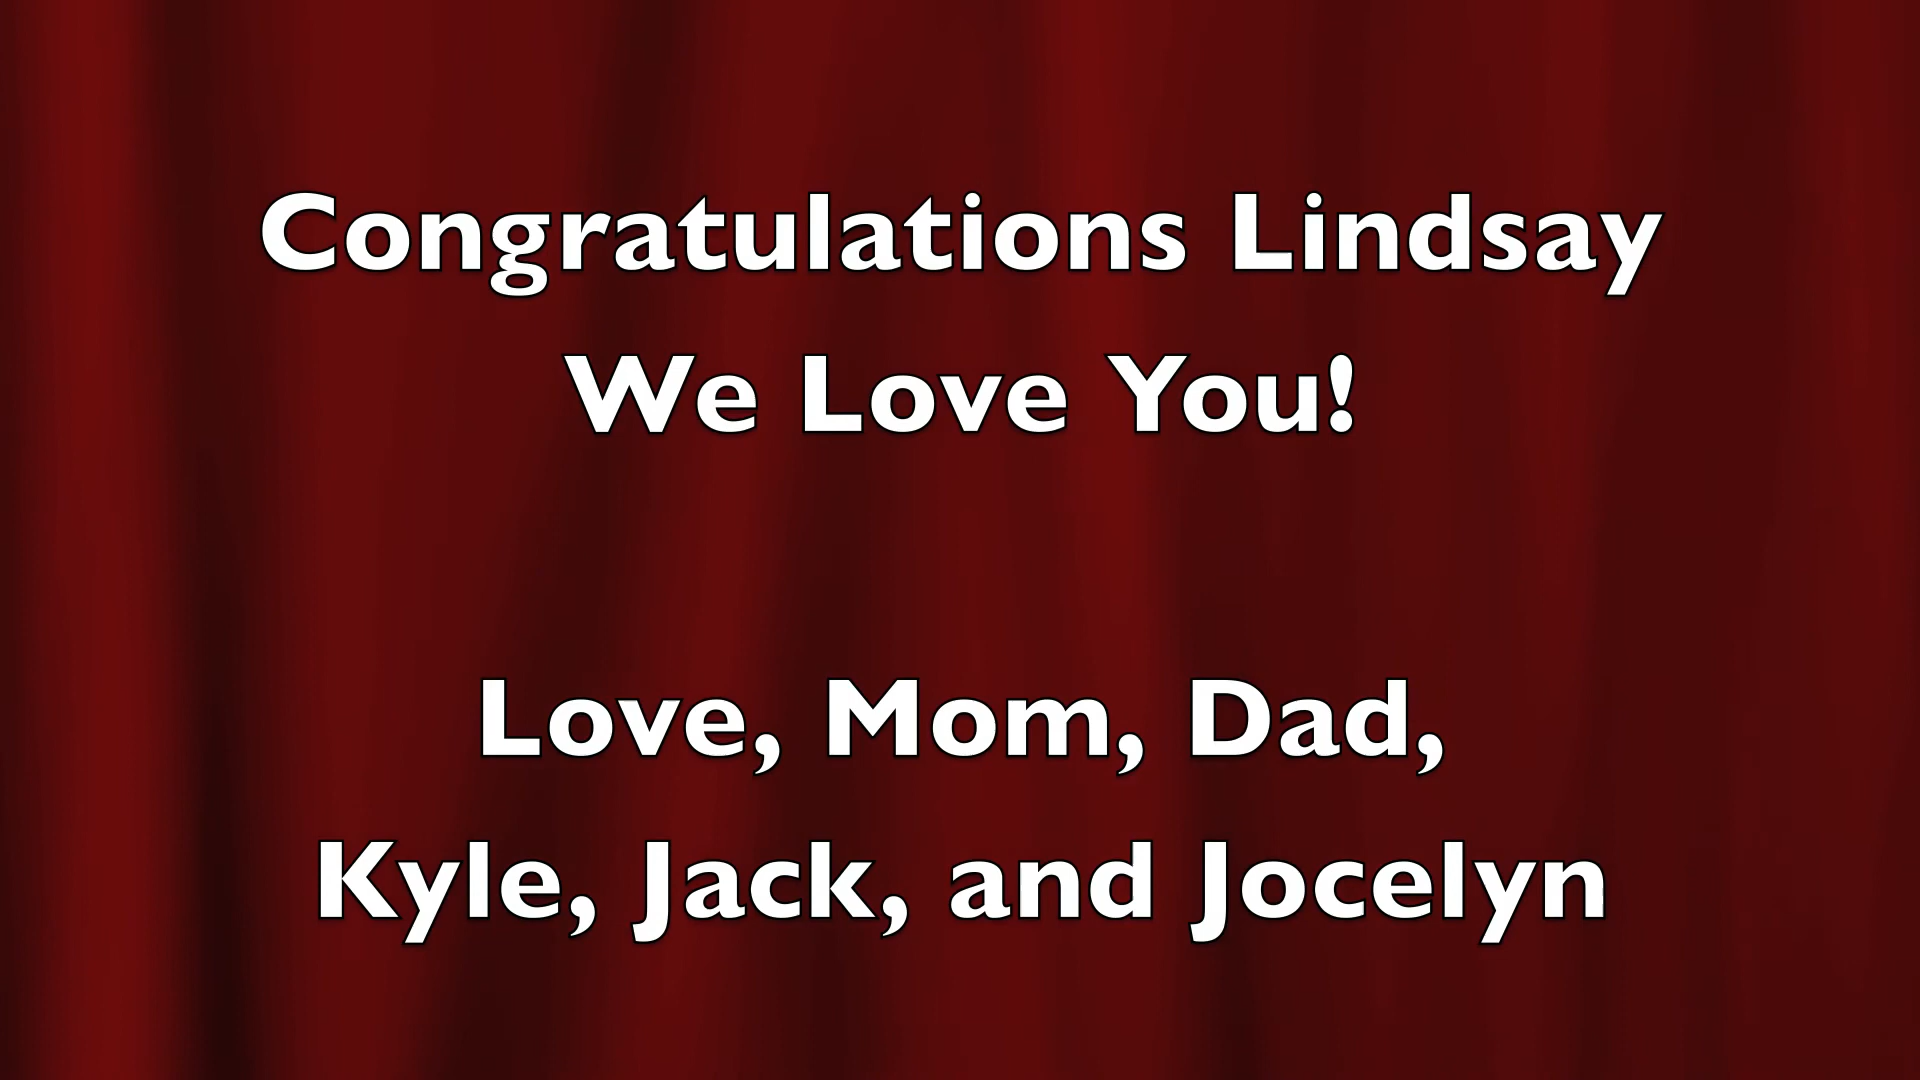 Congratulations Lindsay
We Love You!
Love, Mom, Dad,
Kyle, Jack, and Jocelyn